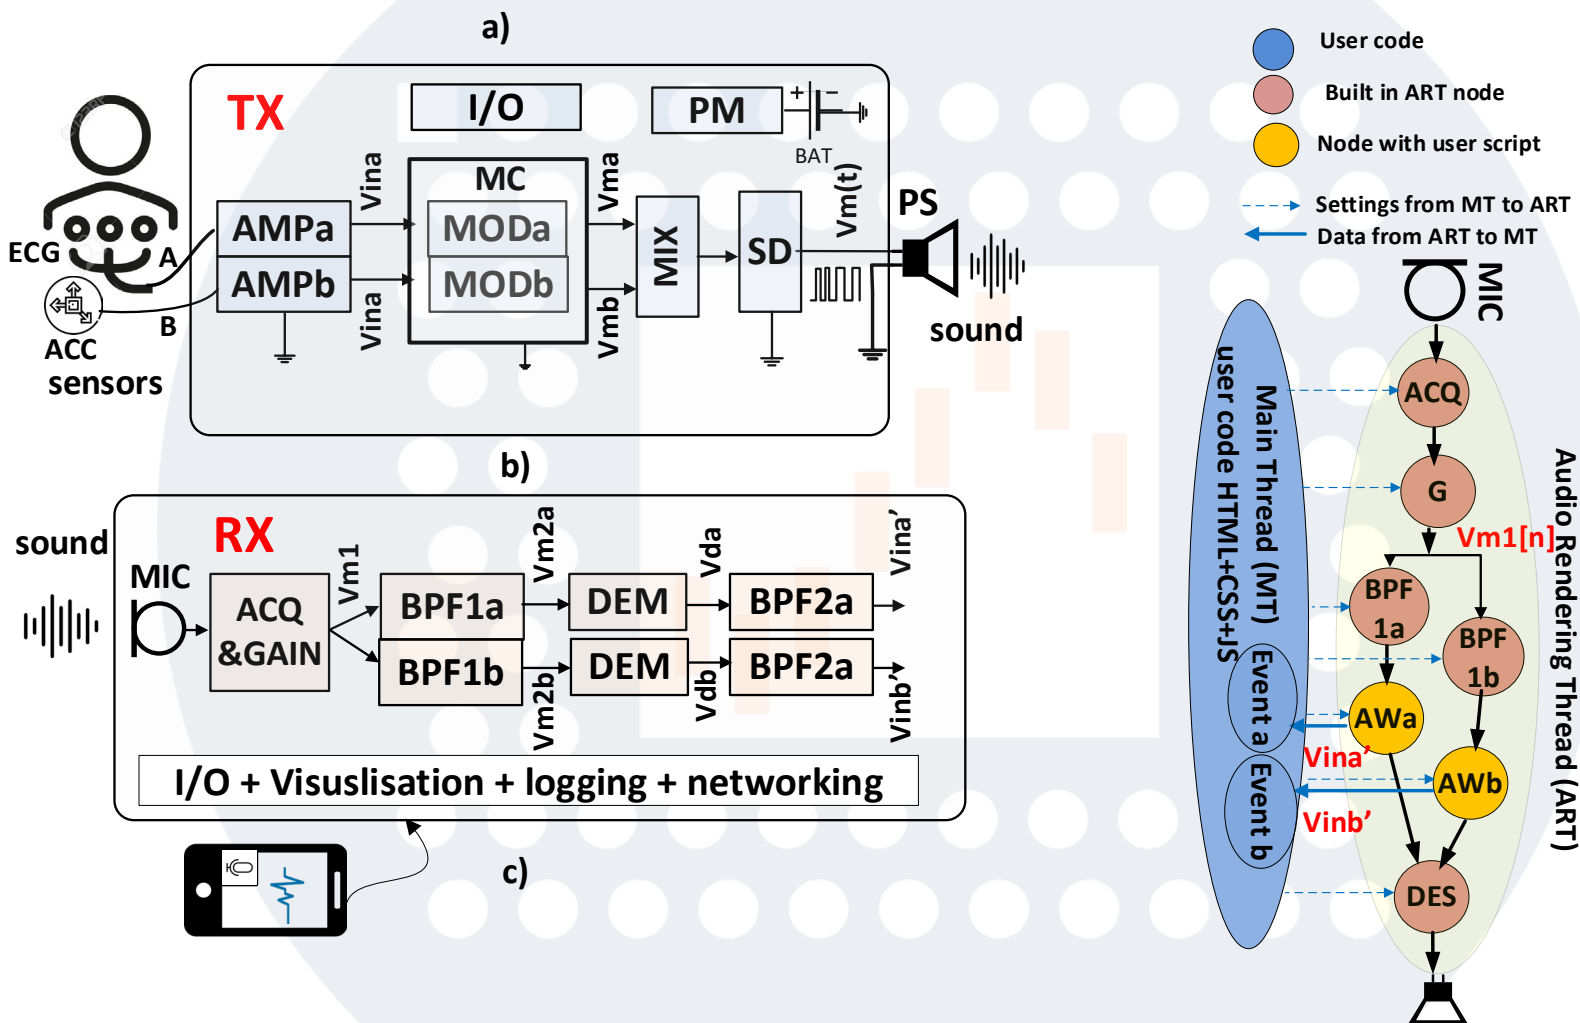 a)
TX
I/O
PM
+ −
BAT
ECG
A
B
ACC
sensors
AMPa
AMPb
Vina
Vina
MC
MODa
MODb
Vma
Vmb
MIX
SD
Vm(t)
PS
sound
b)
sound
RX
MIC
ACQ
&GAIN
Vm1
BPF1a
BPF1b
Vm2a
Vm2b
DEM
DEM
Vda
Vdb
BPF2a
BPF2a
Vina’
Vinb’
I/O + Visuslisation + logging + networking
c)
User code
Built in ART node
Node with user script
Settings from MT to ART
Data from ART to MT
MIC
Main Thread (MT)
user code HTML+CSS+JS
Event a
Event b
ACQ
G
Vm1[n]
BPF
1a
BPF
1b
AWa
Vina’
AWb
Vinb’
DES
Audio Rendering Thread (ART)